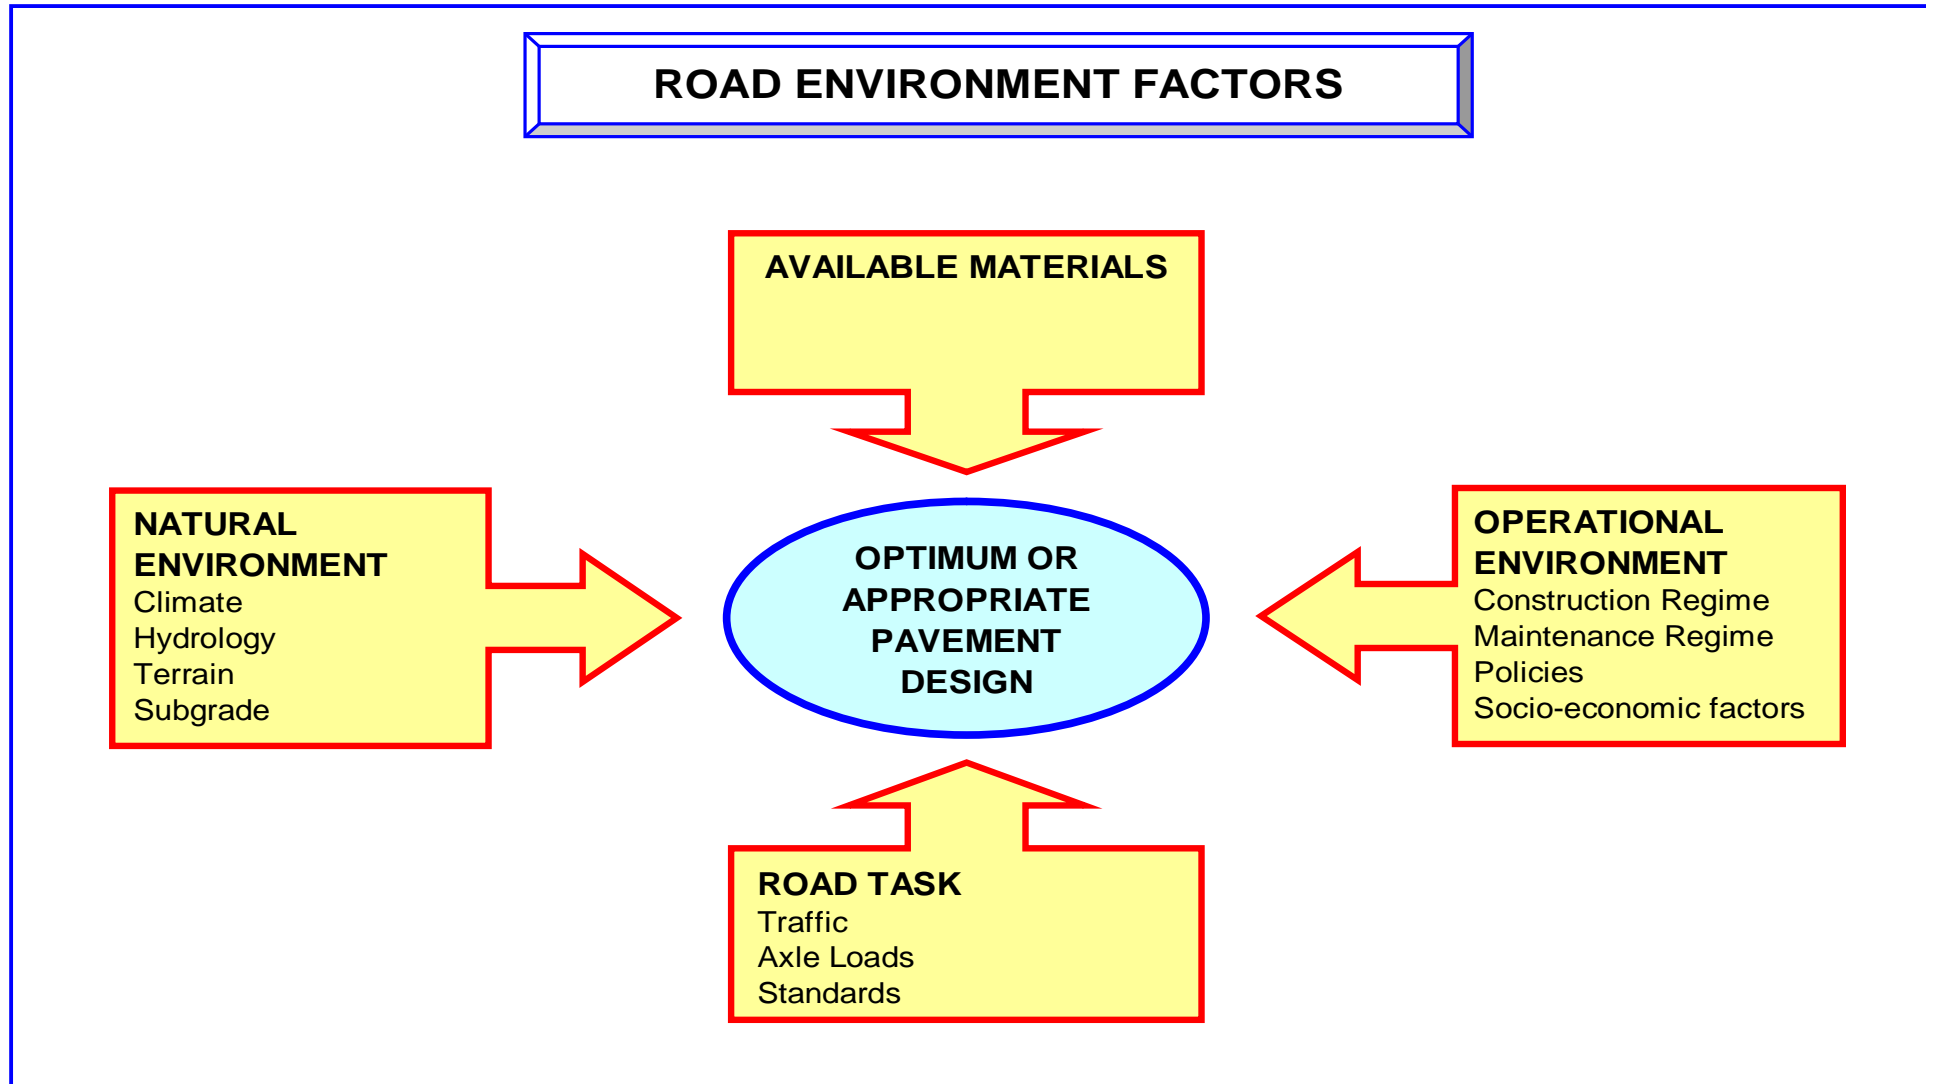 ROAD ENVIRONMENT FACTORS
AVAILABLE MATERIALS
NATURAL
ENVIRONMENT
Climate
Hydrology
Terrain
Subgrade
OPTIMUM OR
APPROPRIATE
PAVEMENT
DESIGN
OPERATIONAL
ENVIRONMENT
Construction Regime
Maintenance Regime
Policies
Socio-economic factors
ROAD TASK
Traffic
Axle Loads
Standards